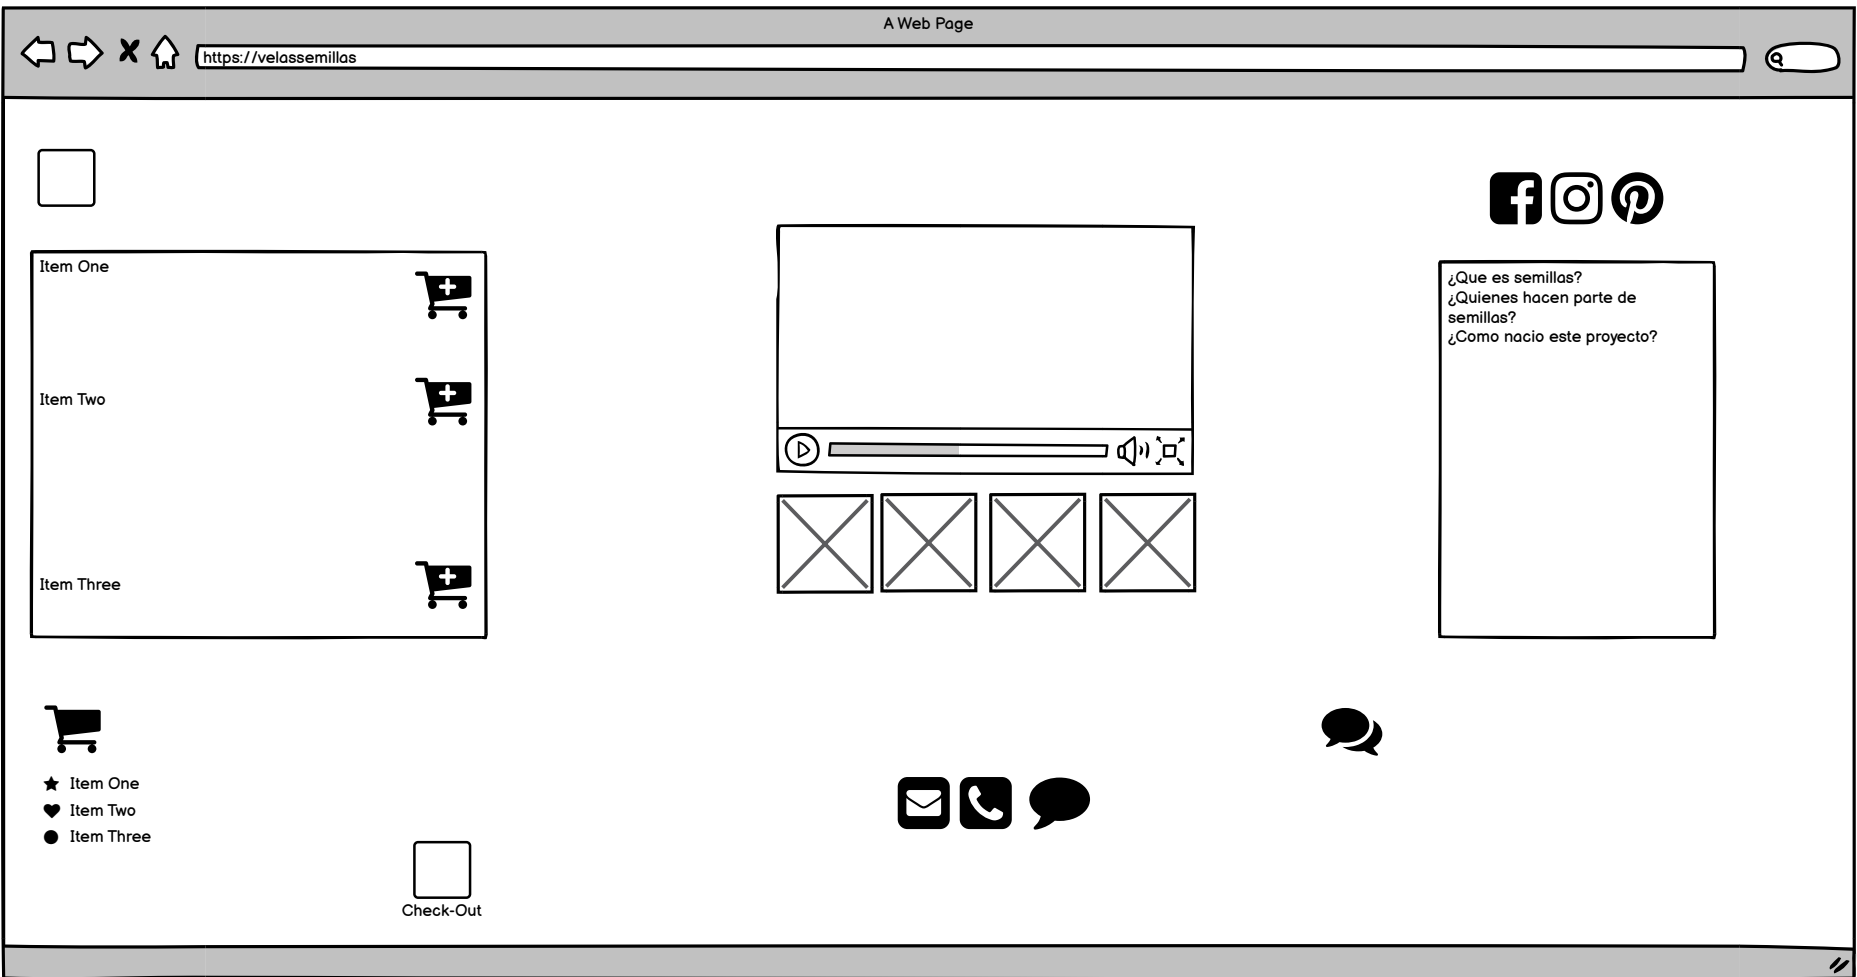 A Web Page
https://velassemillas
Item One
Item Two
Item Three
¿Que es semillas?
¿Quienes hacen parte de
semillas?
¿Como nacio este proyecto?
Item One
Item Two
Item Three
Check-Out